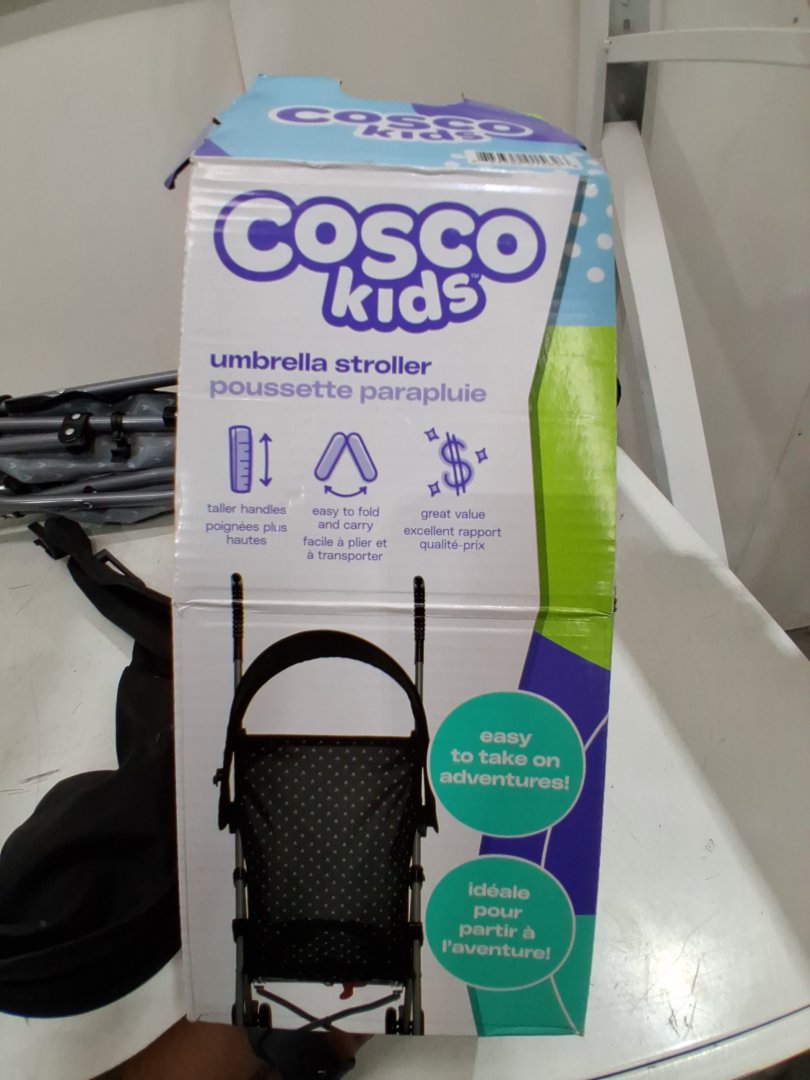 COSCO
kids
COSCO
kids™
umbrella stroller
poussette parapluie
$
taller handles
poignées plus
hautes
easy to fold
and carry
facile à plier et
à transporter
great value
excellent rapport
qualité-prix
easy
to take on
adventures!
idéale
pour
partir à
l'aventure!